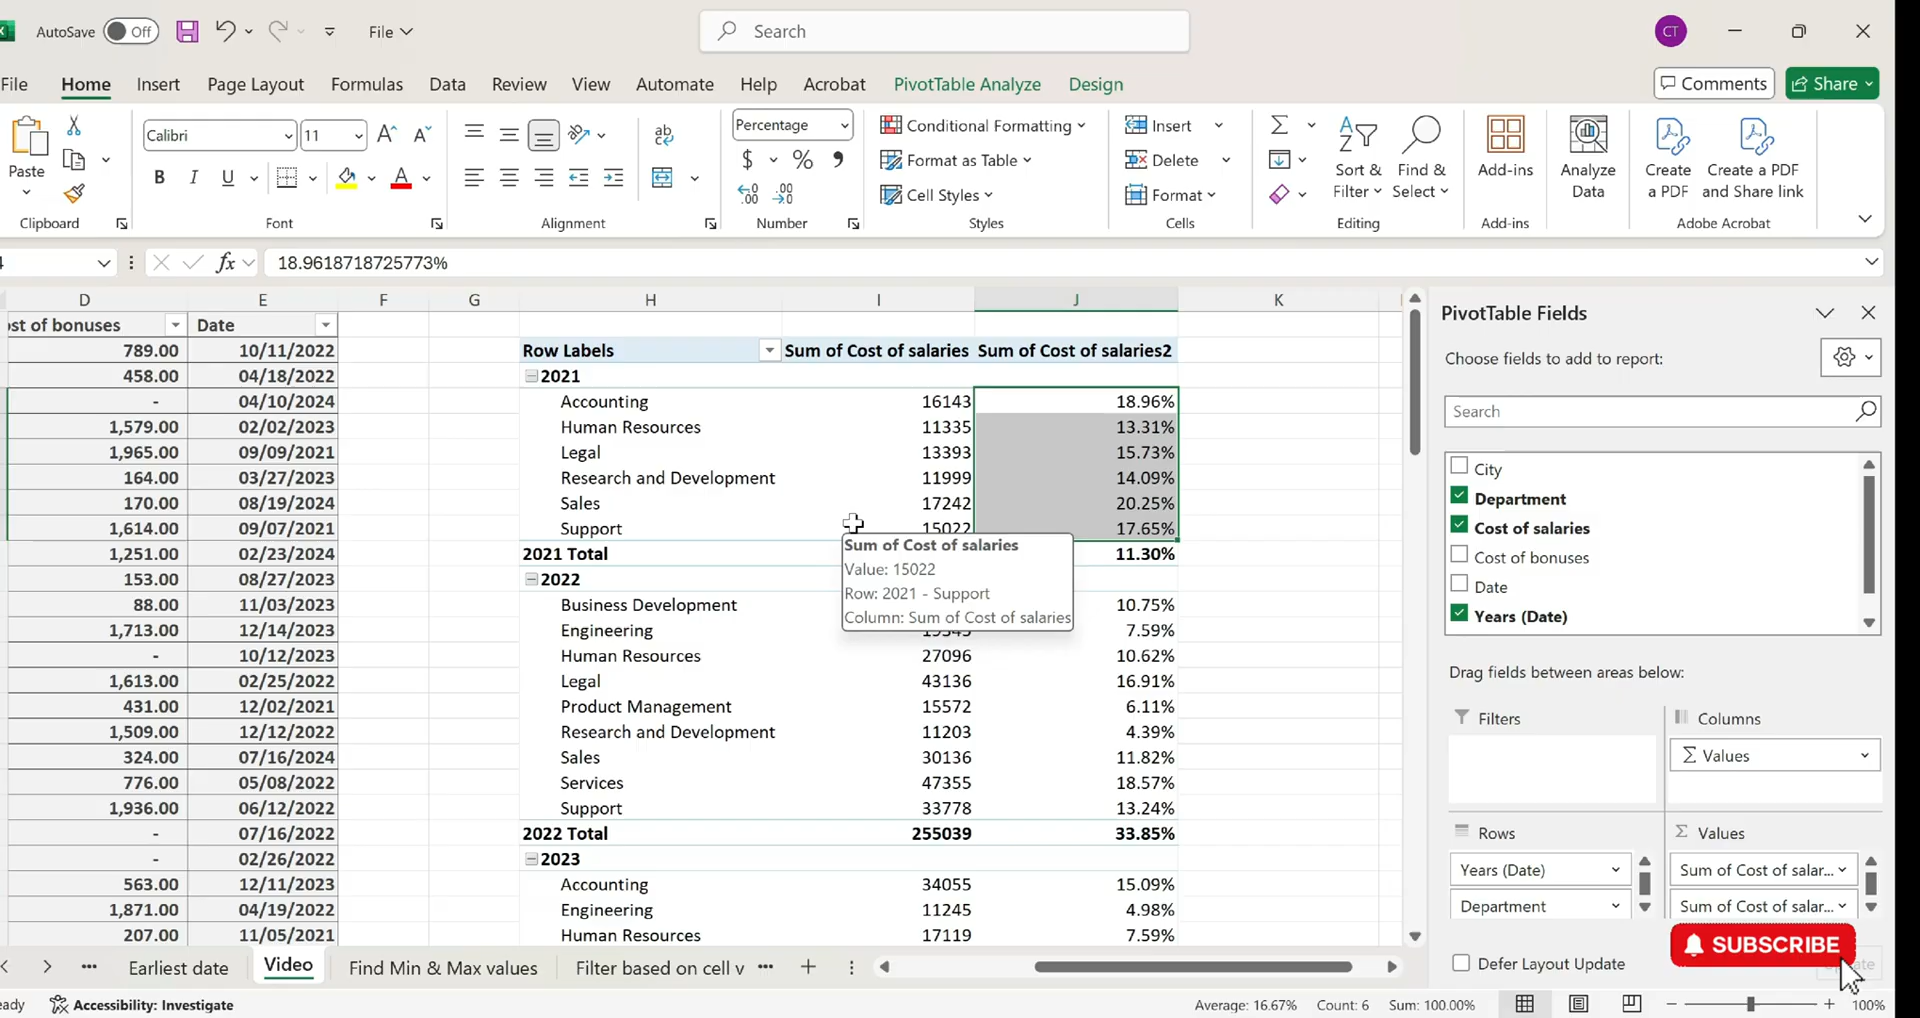 AutoSave Off File Search CT
File Home Insert Page Layout Formulas Data Review View Automate Help Acrobat PivotTable Analyze Design Comments Share
Paste
Clipboard
Calibri 11
B I U A
Font
ab
Alignment
Percentage
$ % ,
Number
Conditional Formatting
Format as Table
Cell Styles
Styles
Insert
Delete
Format
Cells
Sort & Filter
Find & Select
Editing
Add-ins
Add-ins
Analyze Data
Create a PDF
Create a PDF and Share link
Adobe Acrobat
4 fx 18.9618718725773%
D E F G H I J K
ost of bonuses Date
789.00 10/11/2022 Row Labels Sum of Cost of salaries Sum of Cost of salaries2
458.00 04/18/2022 2021
- 04/10/2024 Accounting 16143 18.96%
1,579.00 02/02/2023 Human Resources 11335 13.31%
1,965.00 09/09/2021 Legal 13393 15.73%
164.00 03/27/2023 Research and Development 11999 14.09%
170.00 08/19/2024 Sales 17242 20.25%
1,614.00 09/07/2021 Support 15022 17.65%
1,251.00 02/23/2024 2021 Total 11.30%
153.00 08/27/2023 2022
88.00 11/03/2023 Business Development 10.75%
1,713.00 12/14/2023 Engineering 7.59%
- 10/12/2023 Human Resources 27096 10.62%
1,613.00 02/25/2022 Legal 43136 16.91%
431.00 12/02/2021 Product Management 15572 6.11%
1,509.00 12/12/2022 Research and Development 11203 4.39%
324.00 07/16/2024 Sales 30136 11.82%
776.00 05/08/2022 Services 47355 18.57%
1,936.00 06/12/2022 Support 33778 13.24%
- 07/16/2022 2022 Total 255039 33.85%
- 02/26/2022 2023
563.00 12/11/2023 Accounting 34055 15.09%
1,871.00 04/19/2022 Engineering 11245 4.98%
207.00 11/05/2021 Human Resources 17119 7.59%
Sum of Cost of salaries
Value: 15022
Row: 2021 - Support
Column: Sum of Cost of salaries
PivotTable Fields
Choose fields to add to report:
Search
City
Department
Cost of salaries
Cost of bonuses
Date
Years (Date)
Drag fields between areas below:
Filters
Columns
Σ Values
Rows
Years (Date)
Department
Σ Values
Sum of Cost of salar...
Sum of Cost of salar...
SUBSCRIBE
Defer Layout Update
... Earliest date Video Find Min & Max values Filter based on cell v ...
eady Accessibility: Investigate Average: 16.67% Count: 6 Sum: 100.00% 100%